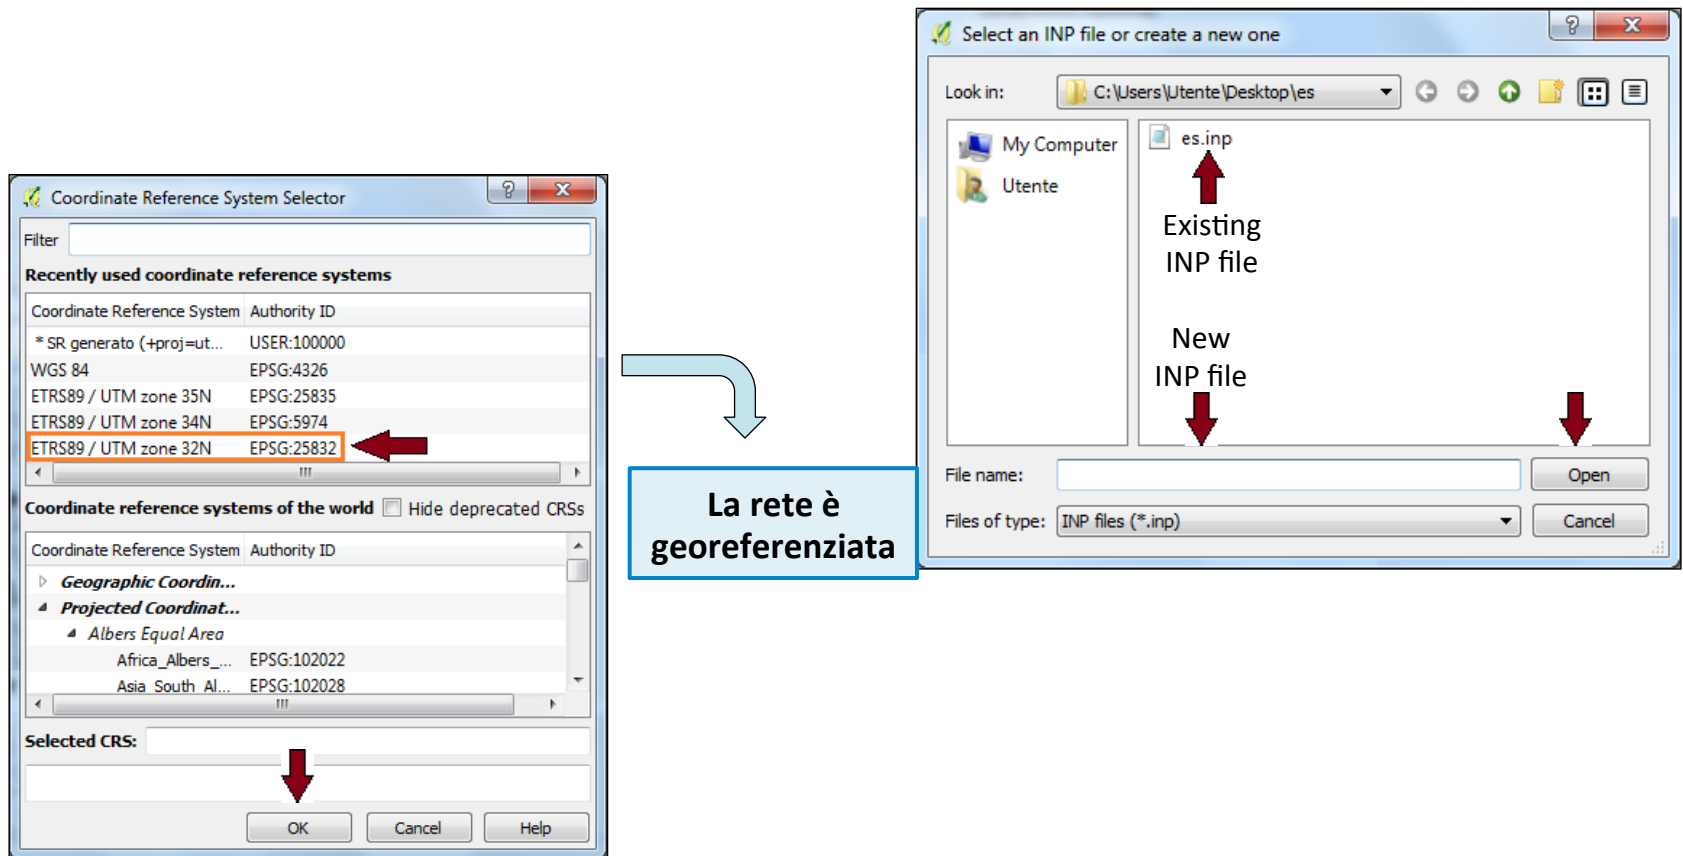 Coordinate Reference System Selector
Filter
Recently used coordinate reference systems
Coordinate Reference System Authority ID
* SR generato (+proj=ut... USER:100000
WGS 84 EPSG:4326
ETRS89 / UTM zone 35N EPSG:25835
ETRS89 / UTM zone 34N EPSG:5974
ETRS89 / UTM zone 32N EPSG:25832
Coordinate reference systems of the world Hide deprecated CRSs
Coordinate Reference System Authority ID
Geographic Coordin...
Projected Coordinat...
Albers Equal Area
Africa_Albers_... EPSG:102022
Asia_South_Al... EPSG:102028
Selected CRS:
OK Cancel Help
La rete è
georeferenziata
Select an INP file or create a new one
Look in: C:\Users\Utente\Desktop\es
My Computer
Utente
es.inp
Existing
INP file
New
INP file
File name: Open
Files of type: INP files (*.inp) Cancel